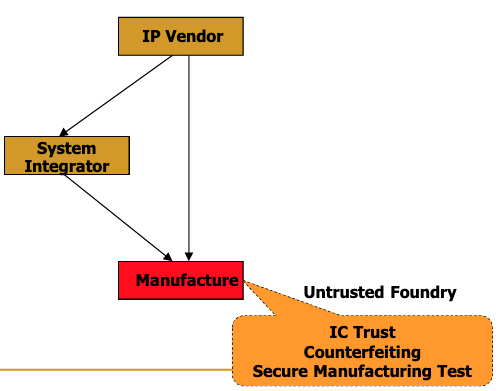 IP Vendor
System
Integrator
Manufacture
Untrusted Foundry
IC Trust
Counterfeiting
Secure Manufacturing Test